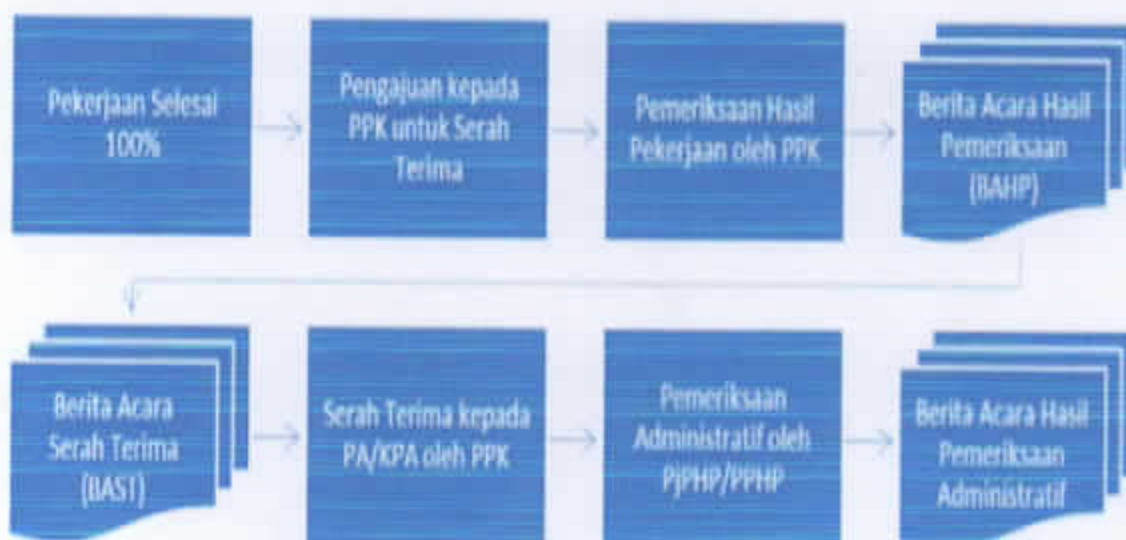 Pekerjaan Selesai
100%
Pengajuan kepada
PPK untuk Serah
Terima
Pemeriksaan Hasil
Pekerjaan oleh PPK
Berita Acara Hasil
Pemeriksaan
(BAHP)
Berita Acara
Serah Terima
(BAST)
Serah Terima kepada
PA/KPA oleh PPK
Pemeriksaan
Administratif oleh
PjPHP/PPHP
Berita Acara Hasil
Pemeriksaan
Administratif